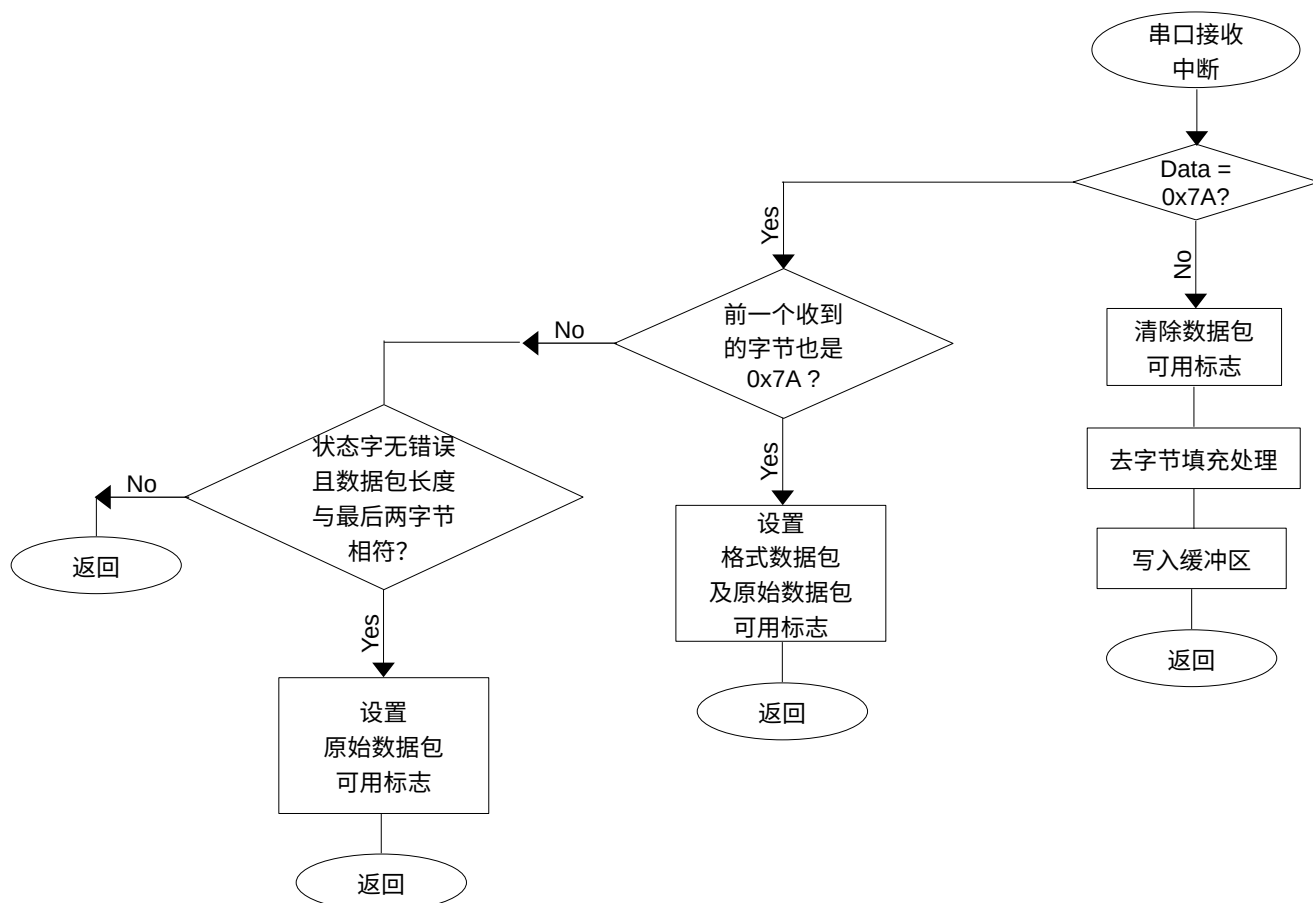 串口接收
中断
Data =
0x7A?
Yes
No
前一个收到
的字节也是
0x7A ?
No
Yes
清除数据包
可用标志
去字节填充处理
写入缓冲区
返回
状态字无错误
且数据包长度
与最后两字节
相符？
No
返回
Yes
设置
格式数据包
及原始数据包
可用标志
返回
设置
原始数据包
可用标志
返回